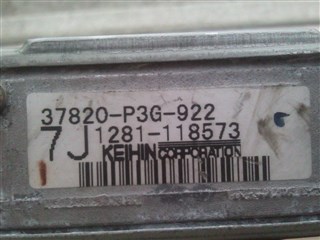 37820-P3G-922
7J 1281-118573
KEIHIN CORPORATION